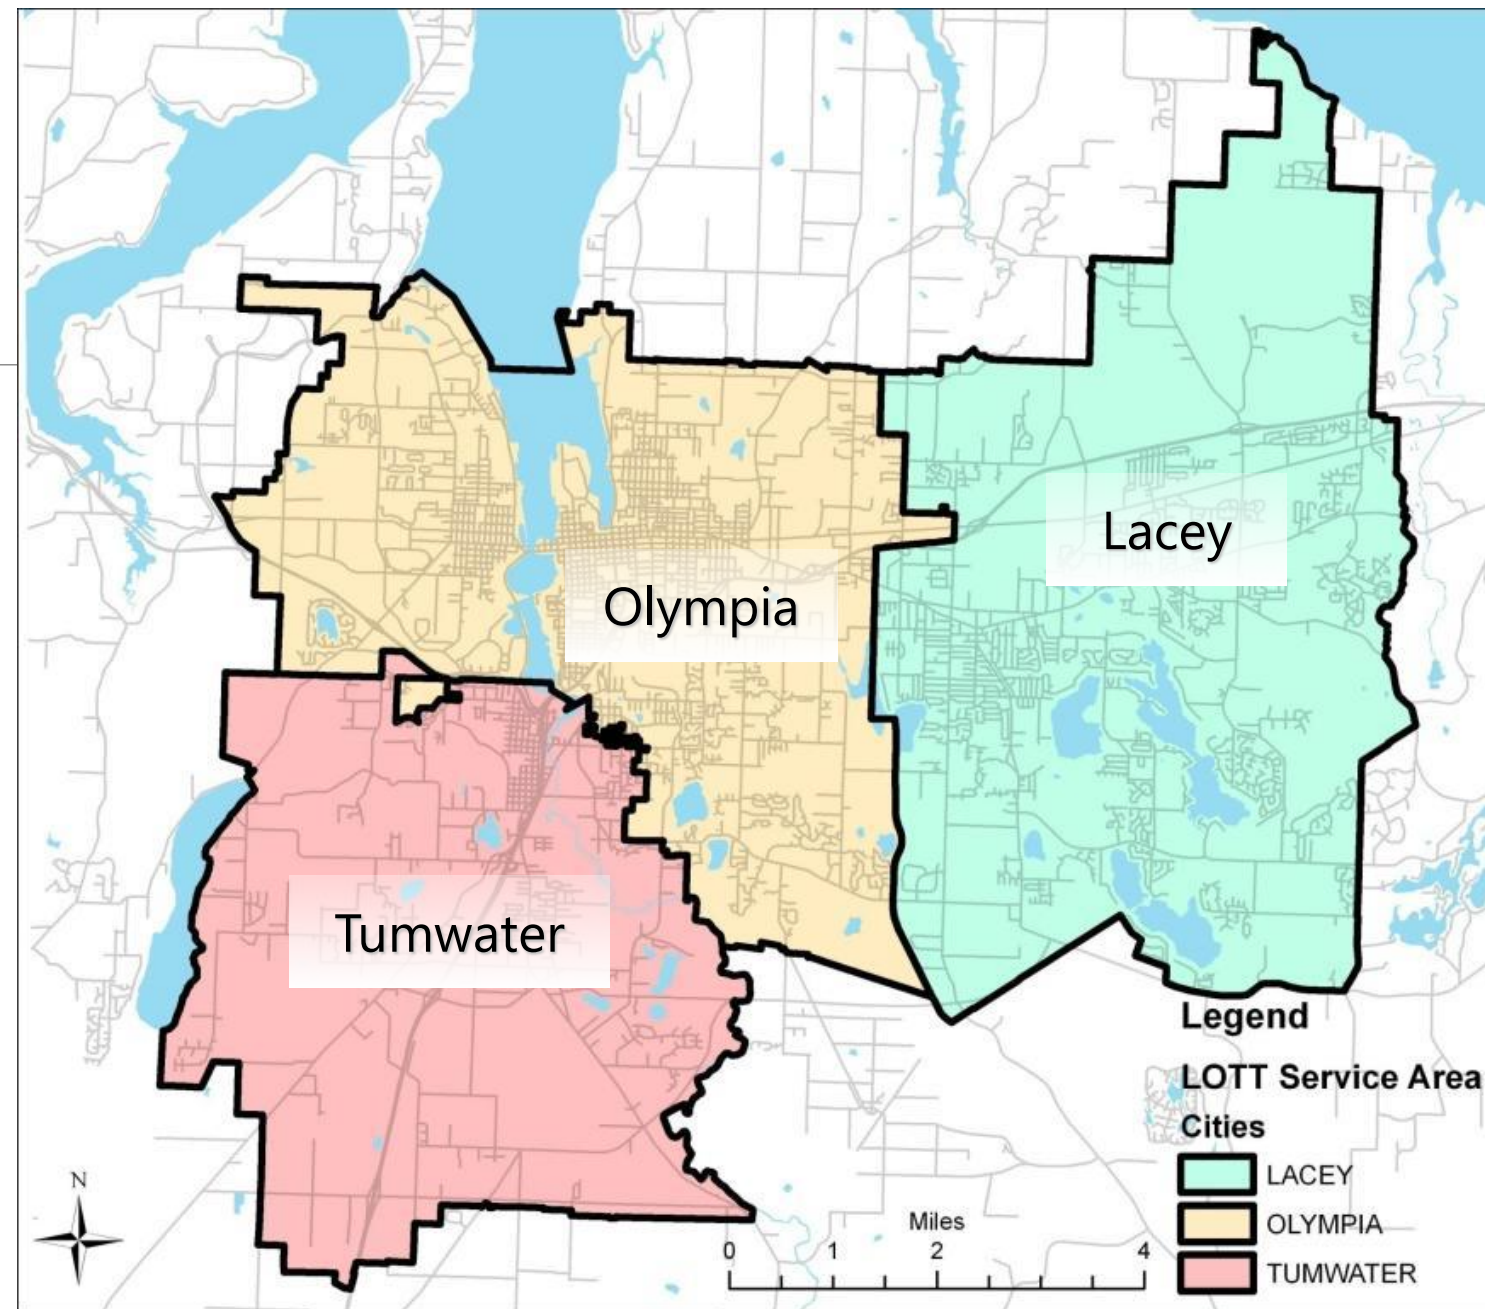 Lacey
Olympia
Tumwater
Legend
LOTT Service Area
Cities
LACEY
OLYMPIA
TUMWATER
N
Miles
0 1 2 4